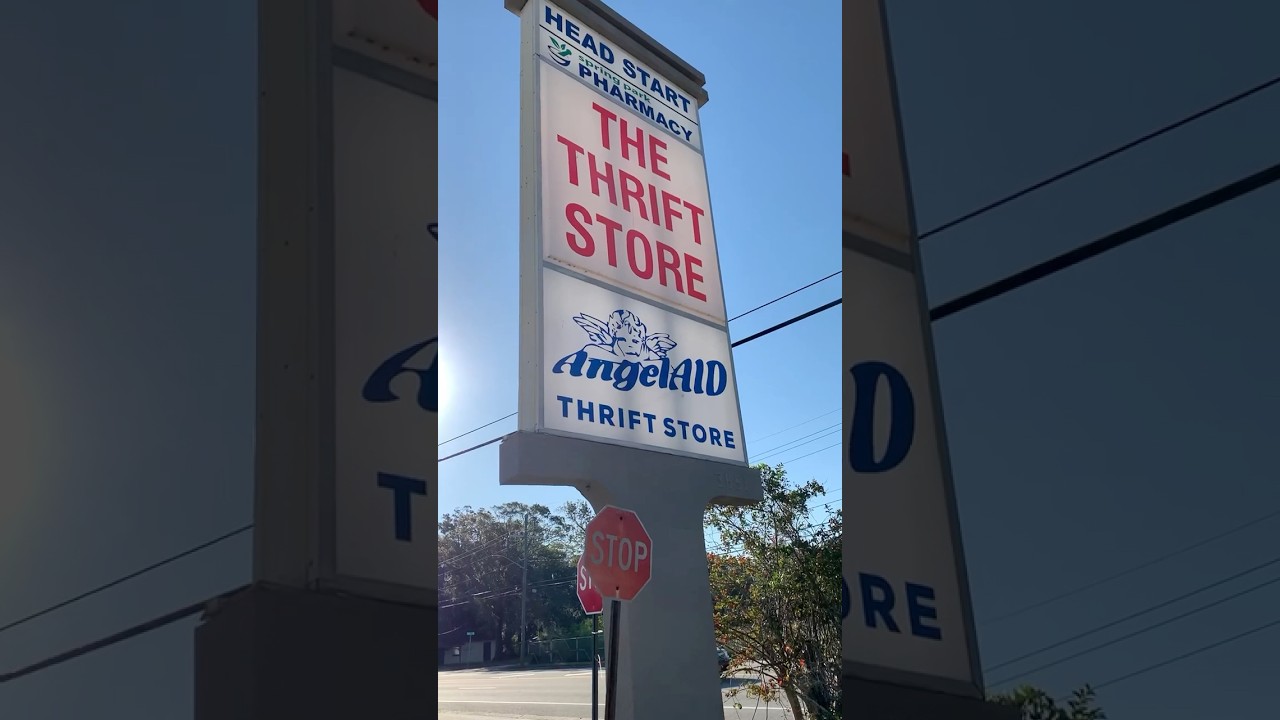 HEAD START
spring park
PHARMACY
THE
THRIFT
STORE
AngelAID
THRIFT STORE
STOP